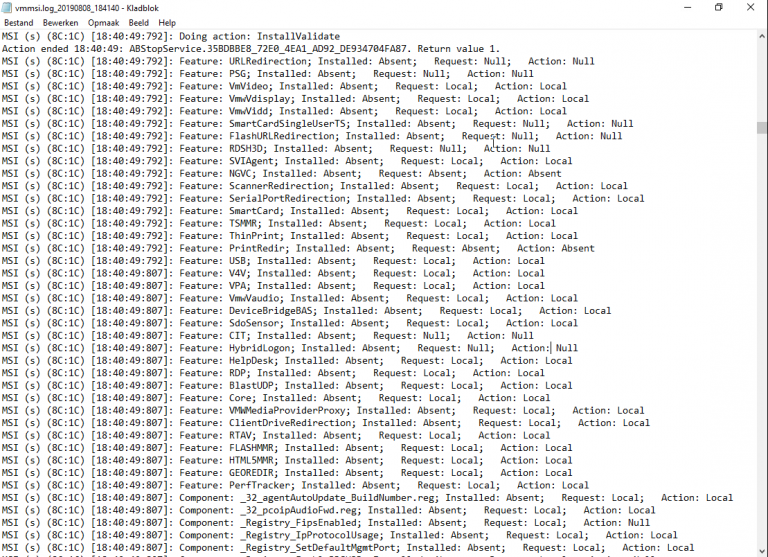 vmmsi.log_20190808_184140 - Kladblok
Bestand Bewerken Opmaak Beeld Help
MSI (s) (8C:1C) [18:40:49:792]: Doing action: InstallValidate
Action ended 18:40:49: ABStopService.35BDBBE8_72E0_4EA1_AD92_DE934704FA87. Return value 1.
MSI (s) (8C:1C) [18:40:49:792]: Feature: URLRedirection; Installed: Absent;   Request: Null;   Action: Null
MSI (s) (8C:1C) [18:40:49:792]: Feature: PSG; Installed: Absent;   Request: Null;   Action: Null
MSI (s) (8C:1C) [18:40:49:792]: Feature: VmVideo; Installed: Absent;   Request: Local;   Action: Local
MSI (s) (8C:1C) [18:40:49:792]: Feature: VmwVdisplay; Installed: Absent;   Request: Local;   Action: Local
MSI (s) (8C:1C) [18:40:49:792]: Feature: VmwVidd; Installed: Absent;   Request: Local;   Action: Local
MSI (s) (8C:1C) [18:40:49:792]: Feature: SmartCardSingleUserTS; Installed: Absent;   Request: Null;   Action: Null
MSI (s) (8C:1C) [18:40:49:792]: Feature: FlashURLRedirection; Installed: Absent;   Request: Null;   Action: Null
MSI (s) (8C:1C) [18:40:49:792]: Feature: RDSH3D; Installed: Absent;   Request: Null;   Action: Null
MSI (s) (8C:1C) [18:40:49:792]: Feature: SVIAgent; Installed: Absent;   Request: Local;   Action: Local
MSI (s) (8C:1C) [18:40:49:792]: Feature: NGVC; Installed: Absent;   Request: Absent;   Action: Absent
MSI (s) (8C:1C) [18:40:49:792]: Feature: ScannerRedirection; Installed: Absent;   Request: Local;   Action: Local
MSI (s) (8C:1C) [18:40:49:792]: Feature: SerialPortRedirection; Installed: Absent;   Request: Local;   Action: Local
MSI (s) (8C:1C) [18:40:49:792]: Feature: SmartCard; Installed: Absent;   Request: Local;   Action: Local
MSI (s) (8C:1C) [18:40:49:792]: Feature: TSMMR; Installed: Absent;   Request: Local;   Action: Local
MSI (s) (8C:1C) [18:40:49:792]: Feature: ThinPrint; Installed: Absent;   Request: Local;   Action: Local
MSI (s) (8C:1C) [18:40:49:792]: Feature: PrintRedir; Installed: Absent;   Request: Absent;   Action: Absent
MSI (s) (8C:1C) [18:40:49:792]: Feature: USB; Installed: Absent;   Request: Local;   Action: Local
MSI (s) (8C:1C) [18:40:49:807]: Feature: V4V; Installed: Absent;   Request: Local;   Action: Local
MSI (s) (8C:1C) [18:40:49:807]: Feature: VPA; Installed: Absent;   Request: Local;   Action: Local
MSI (s) (8C:1C) [18:40:49:807]: Feature: VmwVaudio; Installed: Absent;   Request: Local;   Action: Local
MSI (s) (8C:1C) [18:40:49:807]: Feature: DeviceBridgeBAS; Installed: Absent;   Request: Local;   Action: Local
MSI (s) (8C:1C) [18:40:49:807]: Feature: SdoSensor; Installed: Absent;   Request: Local;   Action: Local
MSI (s) (8C:1C) [18:40:49:807]: Feature: CIT; Installed: Absent;   Request: Null;   Action: Null
MSI (s) (8C:1C) [18:40:49:807]: Feature: HybridLogon; Installed: Absent;   Request: Null;   Action: Null
MSI (s) (8C:1C) [18:40:49:807]: Feature: HelpDesk; Installed: Absent;   Request: Local;   Action: Local
MSI (s) (8C:1C) [18:40:49:807]: Feature: RDP; Installed: Absent;   Request: Local;   Action: Local
MSI (s) (8C:1C) [18:40:49:807]: Feature: BlastUDP; Installed: Absent;   Request: Local;   Action: Local
MSI (s) (8C:1C) [18:40:49:807]: Feature: Core; Installed: Absent;   Request: Local;   Action: Local
MSI (s) (8C:1C) [18:40:49:807]: Feature: VMWMediaProviderProxy; Installed: Absent;   Request: Local;   Action: Local
MSI (s) (8C:1C) [18:40:49:807]: Feature: ClientDriveRedirection; Installed: Absent;   Request: Local;   Action: Local
MSI (s) (8C:1C) [18:40:49:807]: Feature: RTAV; Installed: Absent;   Request: Local;   Action: Local
MSI (s) (8C:1C) [18:40:49:807]: Feature: FLASHMMR; Installed: Absent;   Request: Local;   Action: Local
MSI (s) (8C:1C) [18:40:49:807]: Feature: HTML5MMR; Installed: Absent;   Request: Local;   Action: Local
MSI (s) (8C:1C) [18:40:49:807]: Feature: GEOREDIR; Installed: Absent;   Request: Local;   Action: Local
MSI (s) (8C:1C) [18:40:49:807]: Feature: PerfTracker; Installed: Absent;   Request: Local;   Action: Local
MSI (s) (8C:1C) [18:40:49:807]: Component: _32_agentAutoUpdate_BuildNumber.reg; Installed: Absent;   Request: Local;   Action: Local
MSI (s) (8C:1C) [18:40:49:807]: Component: _32_pcoipAudioFwd.reg; Installed: Absent;   Request: Local;   Action: Local
MSI (s) (8C:1C) [18:40:49:807]: Component: _Registry_FipsEnabled; Installed: Absent;   Request: Local;   Action: Null
MSI (s) (8C:1C) [18:40:49:807]: Component: _Registry_IpProtocolUsage; Installed: Absent;   Request: Local;   Action: Local
MSI (s) (8C:1C) [18:40:49:807]: Component: _Registry_SetDefaultMgmtPort; Installed: Absent;   Request: Local;   Action: Local